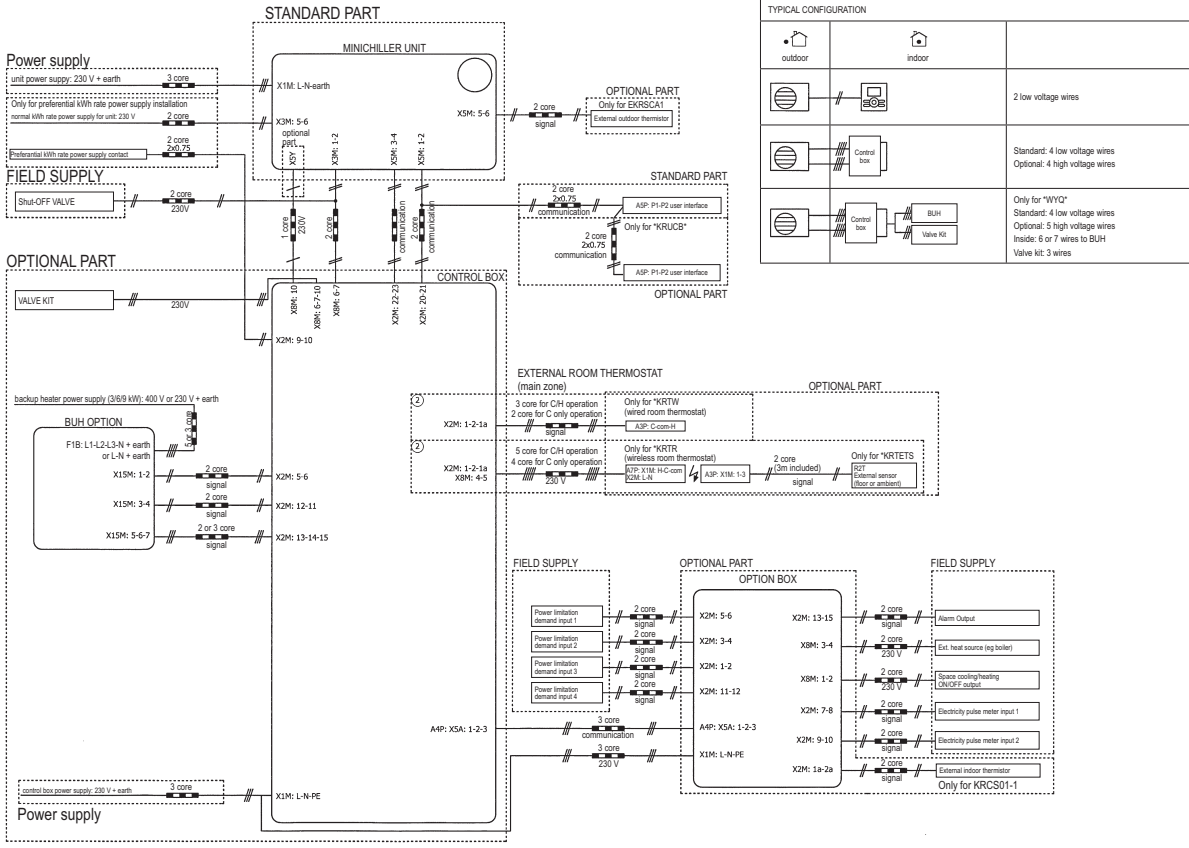 STANDARD PART
MINICHILLER UNIT
Power supply
unit power supply: 230 V + earth
3 core
X1M: L-N-earth
Only for preferential kWh rate power supply installation
normal kWh rate power supply for unit: 230 V
2 core
X3M: 5-6
optional
part
X5Y
X3M: 1-2
X5M: 3-4
X5M: 1-2
X5M: 5-6
2 core
signal
OPTIONAL PART
Only for EKRSCA1
External outdoor thermistor
Preferantial kWh rate power supply contact
2 core
2x0.75
FIELD SUPPLY
Shut-OFF VALVE
2 core
230V
1 core
230V
2 core
2 core
communication
2 core
communication
STANDARD PART
2 core
2x0.75
communication
A5P: P1-P2 user interface
Only for *KRUCB*
2 core
2x0.75
communication
A5P: P1-P2 user interface
OPTIONAL PART
TYPICAL CONFIGURATION
outdoor
indoor
2 low voltage wires
Control
box
Standard: 4 low voltage wires
Optional: 4 high voltage wires
Control
box
BUH
Valve Kit
Only for *WYQ*
Standard: 4 low voltage wires
Optional: 5 high voltage wires
Inside: 6 or 7 wires to BUH
Valve kit: 3 wires
OPTIONAL PART
CONTROL BOX
VALVE KIT
230V
X8M: 10
X8M: 6-7-10
X8M: 6-7
X2M: 22-23
X2M: 20-21
X2M: 9-10
backup heater power supply (3/6/9 kW): 400 V or 230 V + earth
5 or 3 core
BUH OPTION
F1B: L1-L2-L3-N + earth
or L-N + earth
X15M: 1-2
2 core
signal
X2M: 5-6
X15M: 3-4
2 core
signal
X2M: 12-11
X15M: 5-6-7
2 or 3 core
signal
X2M: 13-14-15
EXTERNAL ROOM THERMOSTAT
(main zone)
OPTIONAL PART
2
X2M: 1-2-1a
3 core for C/H operation
2 core for C only operation
signal
Only for *KRTW
(wired room thermostat)
A3P: C-com-H
2
X2M: 1-2-1a
X8M: 4-5
5 core for C/H operation
4 core for C only operation
230 V
Only for *KRTR
(wireless room thermostat)
A7P: X1M: H-C-com
X2M: L-N
A3P: X1M: 1-3
2 core
(3m included)
signal
Only for *KRTETS
R2T
External sensor
(floor or ambient)
FIELD SUPPLY
OPTIONAL PART
OPTION BOX
FIELD SUPPLY
Power limitation
demand input 1
2 core
signal
X2M: 5-6
Power limitation
demand input 2
2 core
signal
X2M: 3-4
Power limitation
demand input 3
2 core
signal
X2M: 1-2
Power limitation
demand input 4
2 core
signal
X2M: 11-12
X2M: 13-15
2 core
signal
Alarm Output
X8M: 3-4
2 core
230 V
Ext. heat source (eg boiler)
X8M: 1-2
2 core
230 V
Space cooling/heating
ON/OFF output
X2M: 7-8
2 core
signal
Electricity pulse meter input 1
X2M: 9-10
2 core
signal
Electricity pulse meter input 2
X2M: 1a-2a
2 core
signal
External indoor thermistor
Only for KRCS01-1
A4P: X5A: 1-2-3
3 core
communication
A4P: X5A: 1-2-3
3 core
230 V
X1M: L-N-PE
control box power supply: 230 V + earth
3 core
X1M: L-N-PE
Power supply